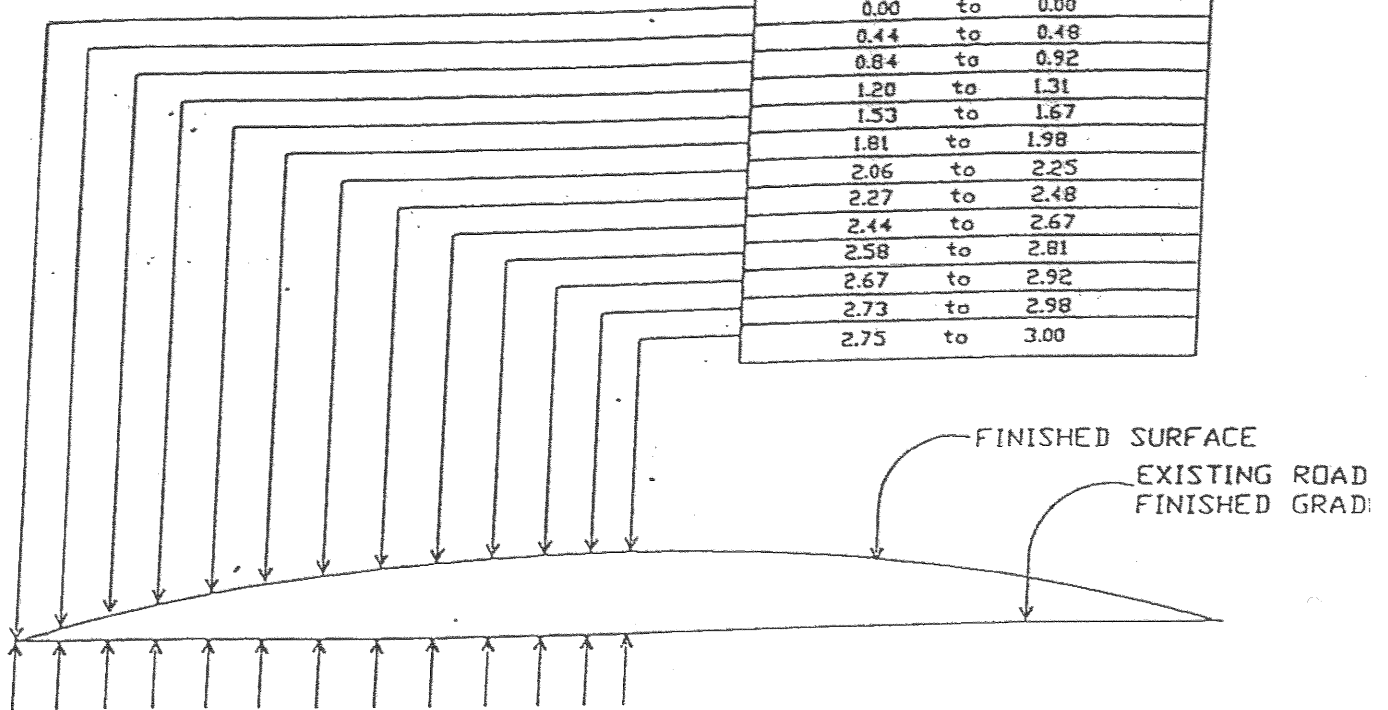 0.00 to 0.00
0.44 to 0.48
0.84 to 0.92
1.20 to 1.31
1.53 to 1.67
1.81 to 1.98
2.06 to 2.25
2.27 to 2.48
2.44 to 2.67
2.58 to 2.81
2.67 to 2.92
2.73 to 2.98
2.75 to 3.00
FINISHED SURFACE
EXISTING ROAD
FINISHED GRAD